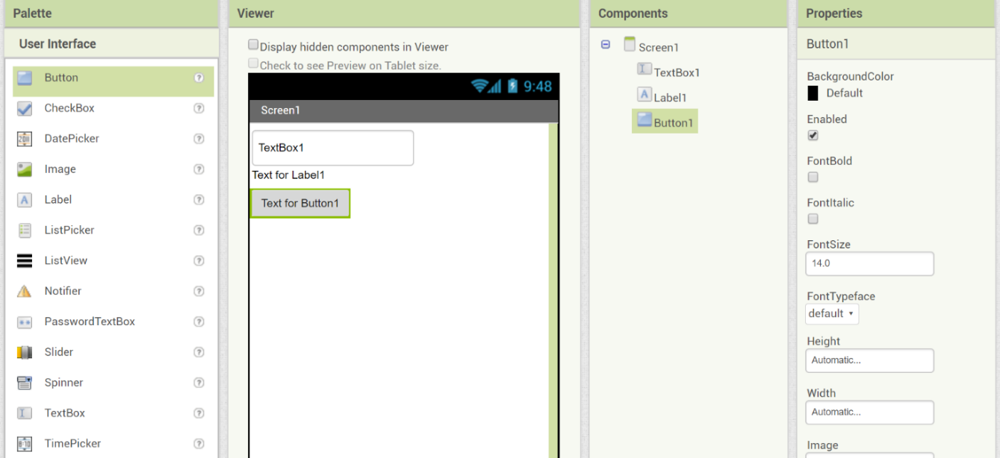 Palette
User Interface
Button
CheckBox
DatePicker
Image
Label
ListPicker
ListView
Notifier
PasswordTextBox
Slider
Spinner
TextBox
TimePicker
Viewer
Display hidden components in Viewer
Check to see Preview on Tablet size.
9:48
Screen1
TextBox1
Text for Label1
Text for Button1
Components
Screen1
TextBox1
Label1
Button1
Properties
Button1
BackgroundColor
Default
Enabled
FontBold
FontItalic
FontSize
14.0
FontTypeface
default
Height
Automatic...
Width
Automatic...
Image